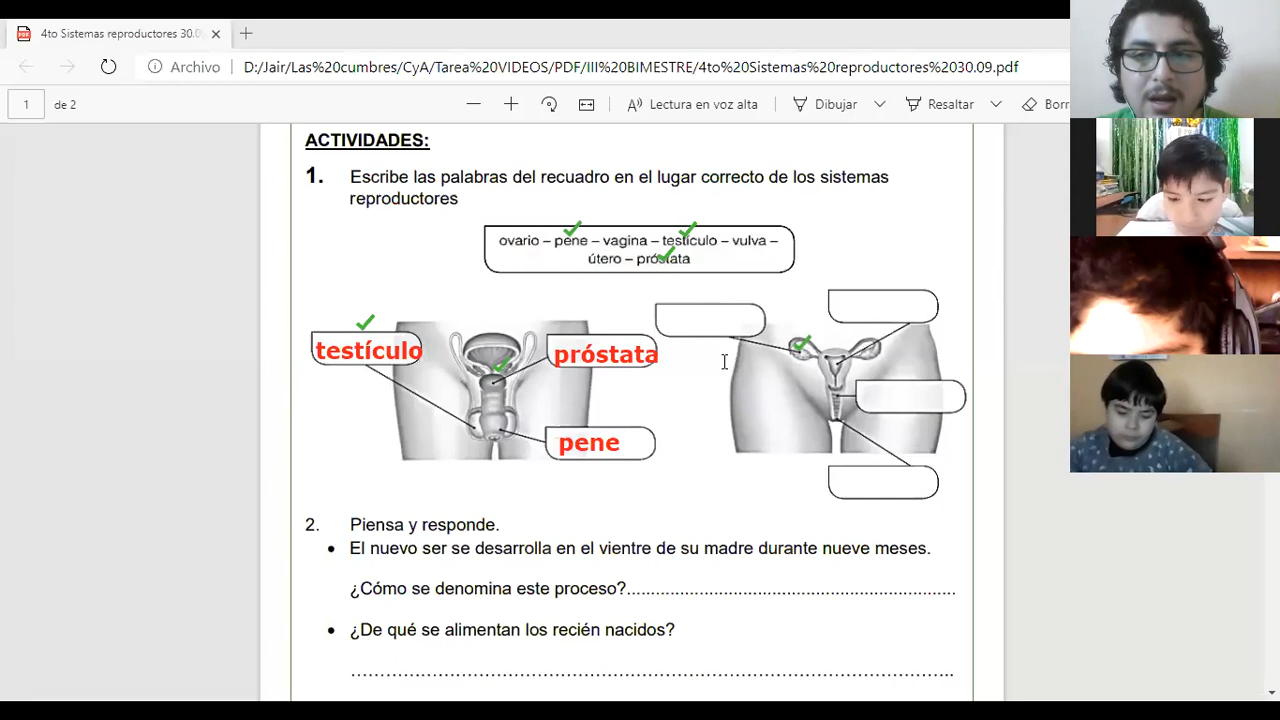 4to Sistemas reproductores 30.0
Archivo D:/Jair/Las%20cumbres/CyA/Tarea%20VIDEOS/PDF/III%20BIMESTRE/4to%20Sistemas%20reproductores%2030.09.pdf
1 de 2 Lectura en voz alta Dibujar Resaltar Borr
ACTIVIDADES:
1. Escribe las palabras del recuadro en el lugar correcto de los sistemas
reproductores
ovario – pene – vagina – testículo – vulva –
útero – próstata
testículo
próstata
pene
2. Piensa y responde.
• El nuevo ser se desarrolla en el vientre de su madre durante nueve meses.
¿Cómo se denomina este proceso?....................................................................
• ¿De qué se alimentan los recién nacidos?